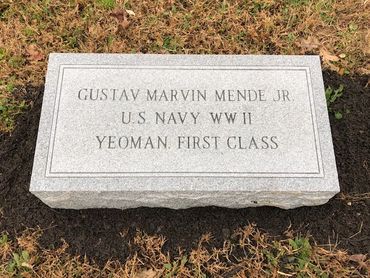 GUSTAV MARVIN MENDE JR.
U.S. NAVY WW II
YEOMAN, FIRST CLASS